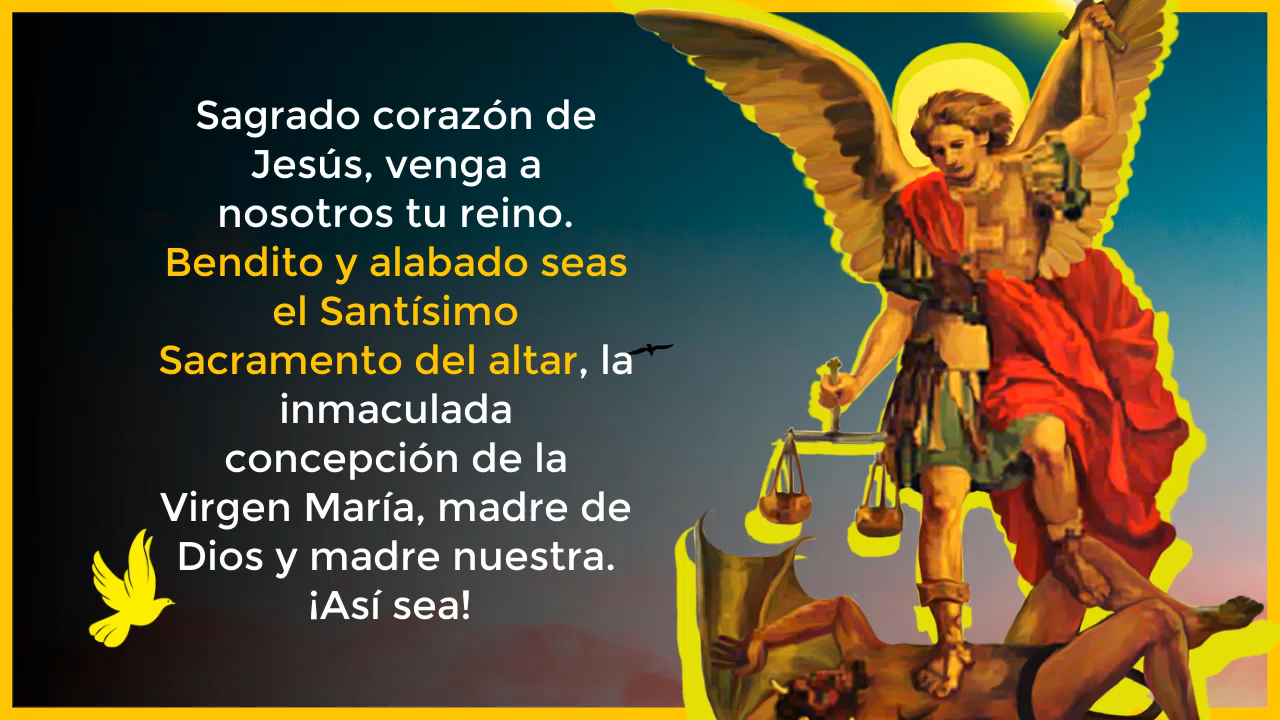 Sagrado corazón de
Jesús, venga a
nosotros tu reino.
Bendito y alabado seas
el Santísimo
Sacramento del altar, la
inmaculada
concepción de la
Virgen María, madre de
Dios y madre nuestra.
¡Así sea!